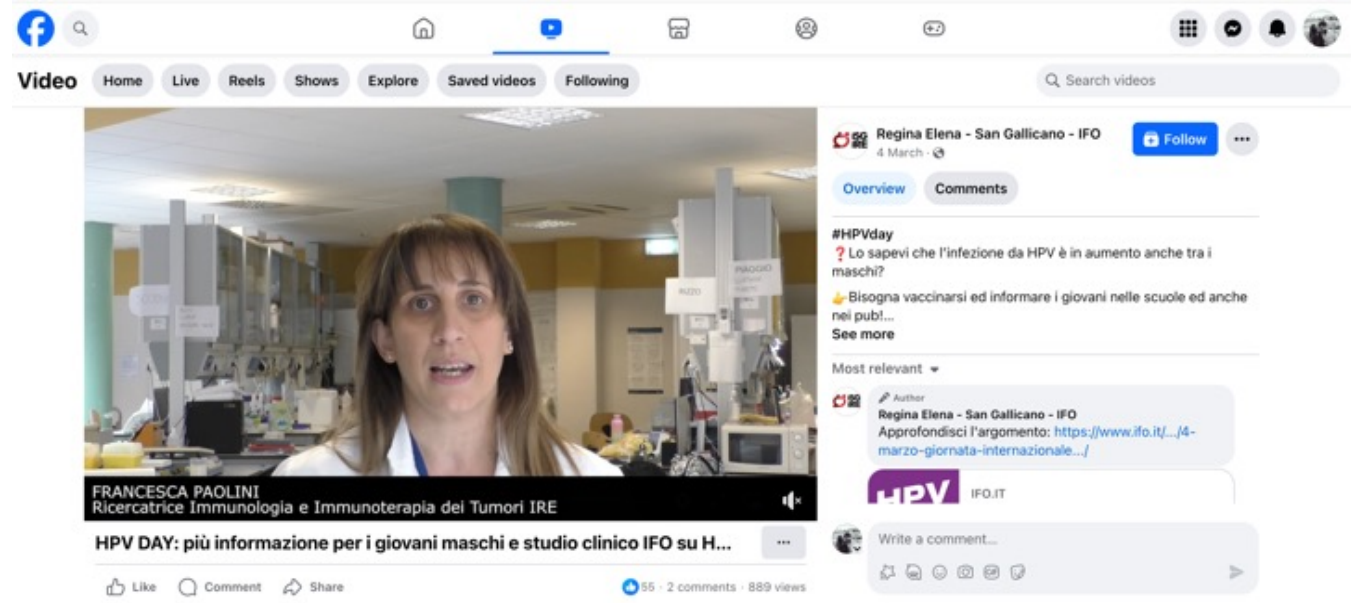 Video
Home
Live
Reels
Shows
Explore
Saved videos
Following
Search videos
RIZZO
PIAGGIO
FRANCESCA PAOLINI
Ricercatrice Immunologia e Immunoterapia dei Tumori IRE
HPV DAY: più informazione per i giovani maschi e studio clinico IFO su H...
Like
Comment
Share
55 · 2 comments · 889 views
Regina Elena - San Gallicano - IFO
4 March ·
Follow
Overview
Comments
#HPVday
❓Lo sapevi che l'infezione da HPV è in aumento anche tra i
maschi?
👉Bisogna vaccinarsi ed informare i giovani nelle scuole ed anche
nei pub!...
See more
Most relevant
Author
Regina Elena - San Gallicano - IFO
Approfondisci l'argomento: https://www.ifo.it/.../4-
marzo-giornata-internazionale.../
HPV
IFO.IT
Write a comment...
GIF